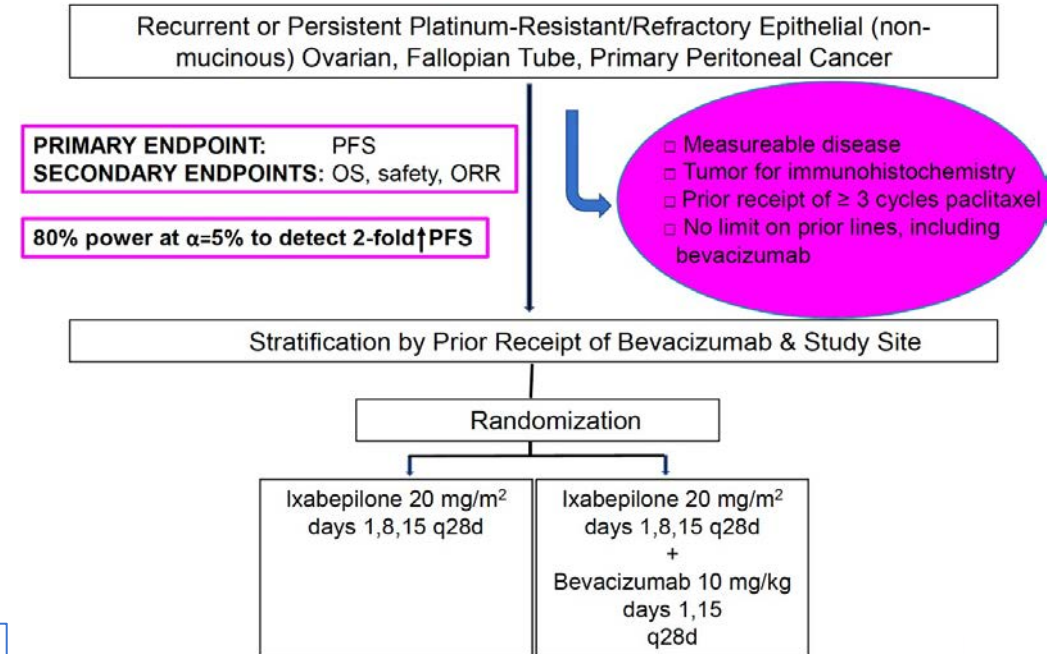 Recurrent or Persistent Platinum-Resistant/Refractory Epithelial (non-
mucinous) Ovarian, Fallopian Tube, Primary Peritoneal Cancer
PRIMARY ENDPOINT: PFS
SECONDARY ENDPOINTS: OS, safety, ORR
80% power at α=5% to detect 2-fold↑PFS
□ Measureable disease
□ Tumor for immunohistochemistry
□ Prior receipt of ≥ 3 cycles paclitaxel
□ No limit on prior lines, including
bevacizumab
Stratification by Prior Receipt of Bevacizumab & Study Site
Randomization
Ixabepilone 20 mg/m²
days 1,8,15 q28d
Ixabepilone 20 mg/m²
days 1,8,15 q28d
+
Bevacizumab 10 mg/kg
days 1,15
q28d